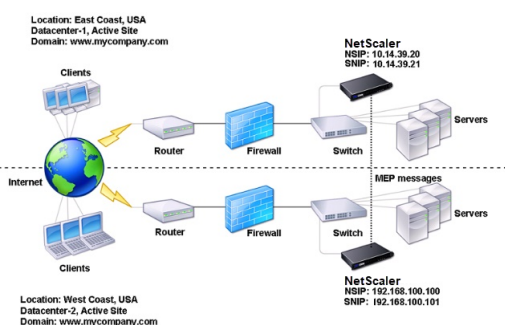 Location: East Coast, USA
Datacenter-1, Active Site
Domain: www.mycompany.com
NetScaler
NSIP: 10.14.39.20
SNIP: 10.14.39.21
Clients
Servers
Router
Firewall
Switch
Internet
MEP messages
Servers
Router
Firewall
Switch
Clients
NetScaler
NSIP: 192.168.100.100
SNIP: I92.168.100.101
Location: West Coast, USA
Datacenter-2, Active Site
Domain: www.mycompany.com